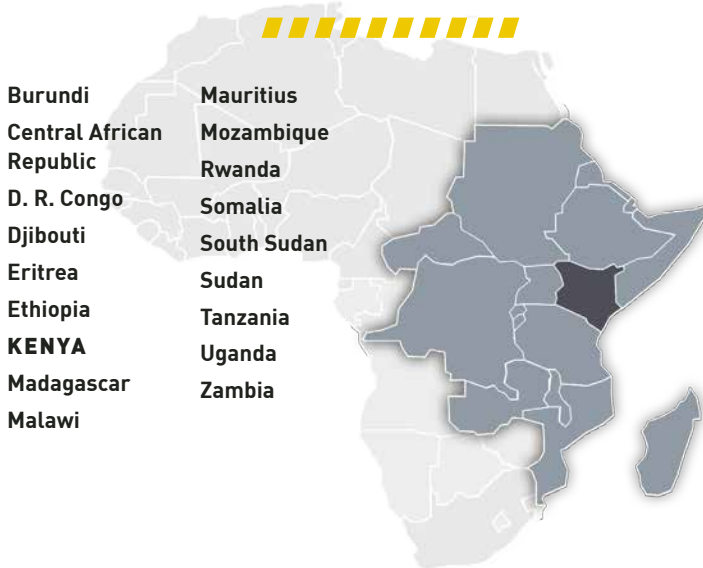 Burundi
Central African
Republic
D. R. Congo
Djibouti
Eritrea
Ethiopia
KENYA
Madagascar
Malawi
Mauritius
Mozambique
Rwanda
Somalia
South Sudan
Sudan
Tanzania
Uganda
Zambia